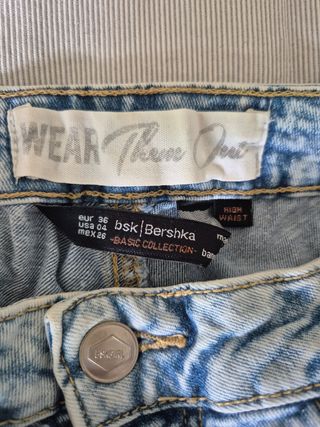 WEAR Them Out
eur 36
usa 04
mex 26
bsk|Bershka
-BASIC COLLECTION-
HIGH
WAIST